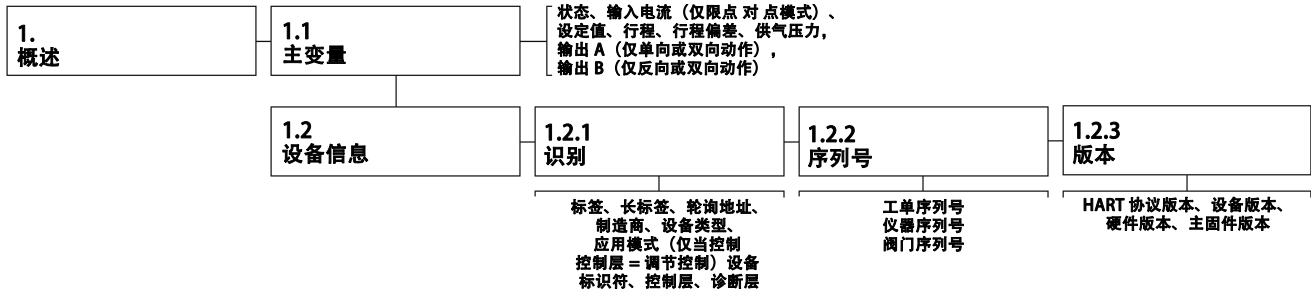 1.
概述
1.1
主变量
状态、输入电流（仅限点 对 点模式）、
设定值、行程、行程偏差、供气压力，
输出 A（仅单向或双向动作），
输出 B（仅反向或双向动作）
1.2
设备信息
1.2.1
识别
1.2.2
序列号
1.2.3
版本
标签、长标签、轮询地址、
制造商、设备类型、
应用模式（仅当控制
控制层 = 调节控制）设备
标识符、控制层、诊断层
工单序列号
仪器序列号
阀门序列号
HART 协议版本、设备版本、
硬件版本、主固件版本